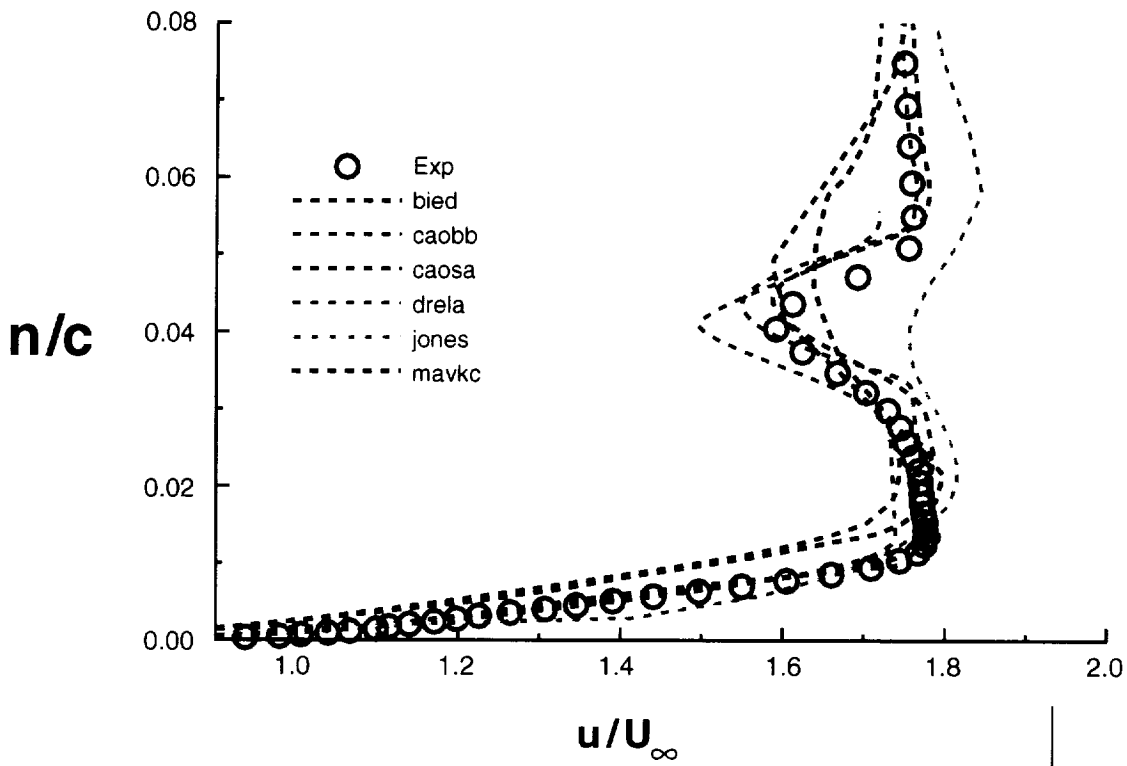 0.08
0.06
0.04
0.02
0.00
n/c
Exp
bied
caobb
caosa
drela
jones
mavkc
1.0 1.2 1.4 1.6 1.8 2.0
u/U∞